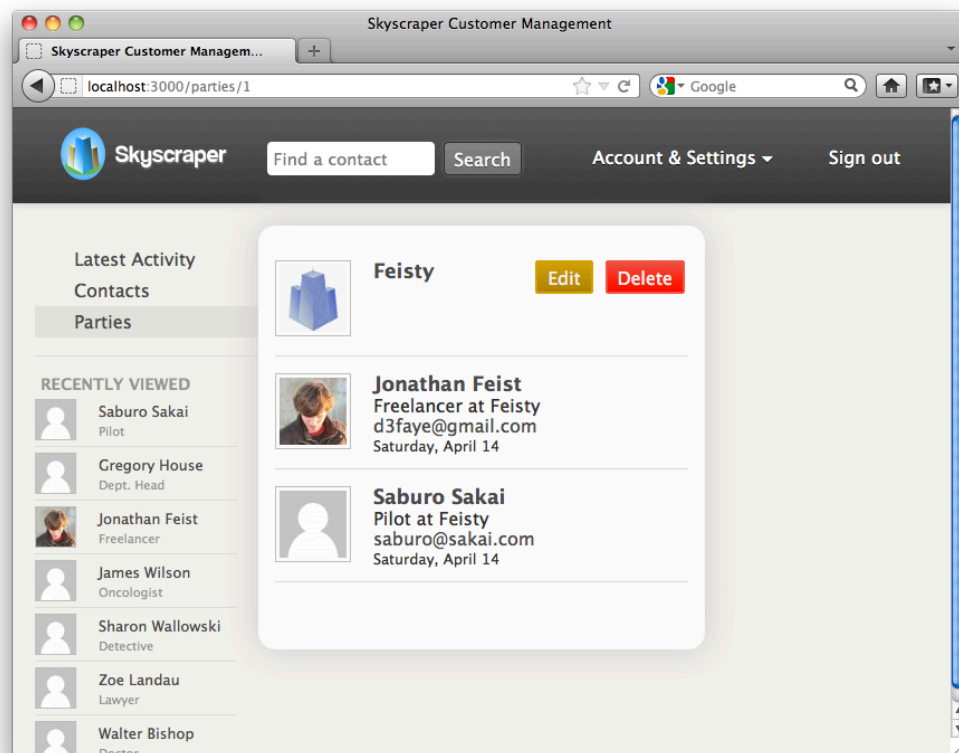 Skyscraper Customer Management
Skyscraper Customer Managem...
localhost:3000/parties/1
Google
Skyscraper
Find a contact
Search
Account & Settings
Sign out
Latest Activity
Contacts
Parties
RECENTLY VIEWED
Saburo Sakai
Pilot
Gregory House
Dept. Head
Jonathan Feist
Freelancer
James Wilson
Oncologist
Sharon Wallowski
Detective
Zoe Landau
Lawyer
Walter Bishop
Doctor
Feisty
Edit
Delete
Jonathan Feist
Freelancer at Feisty
d3faye@gmail.com
Saturday, April 14
Saburo Sakai
Pilot at Feisty
saburo@sakai.com
Saturday, April 14